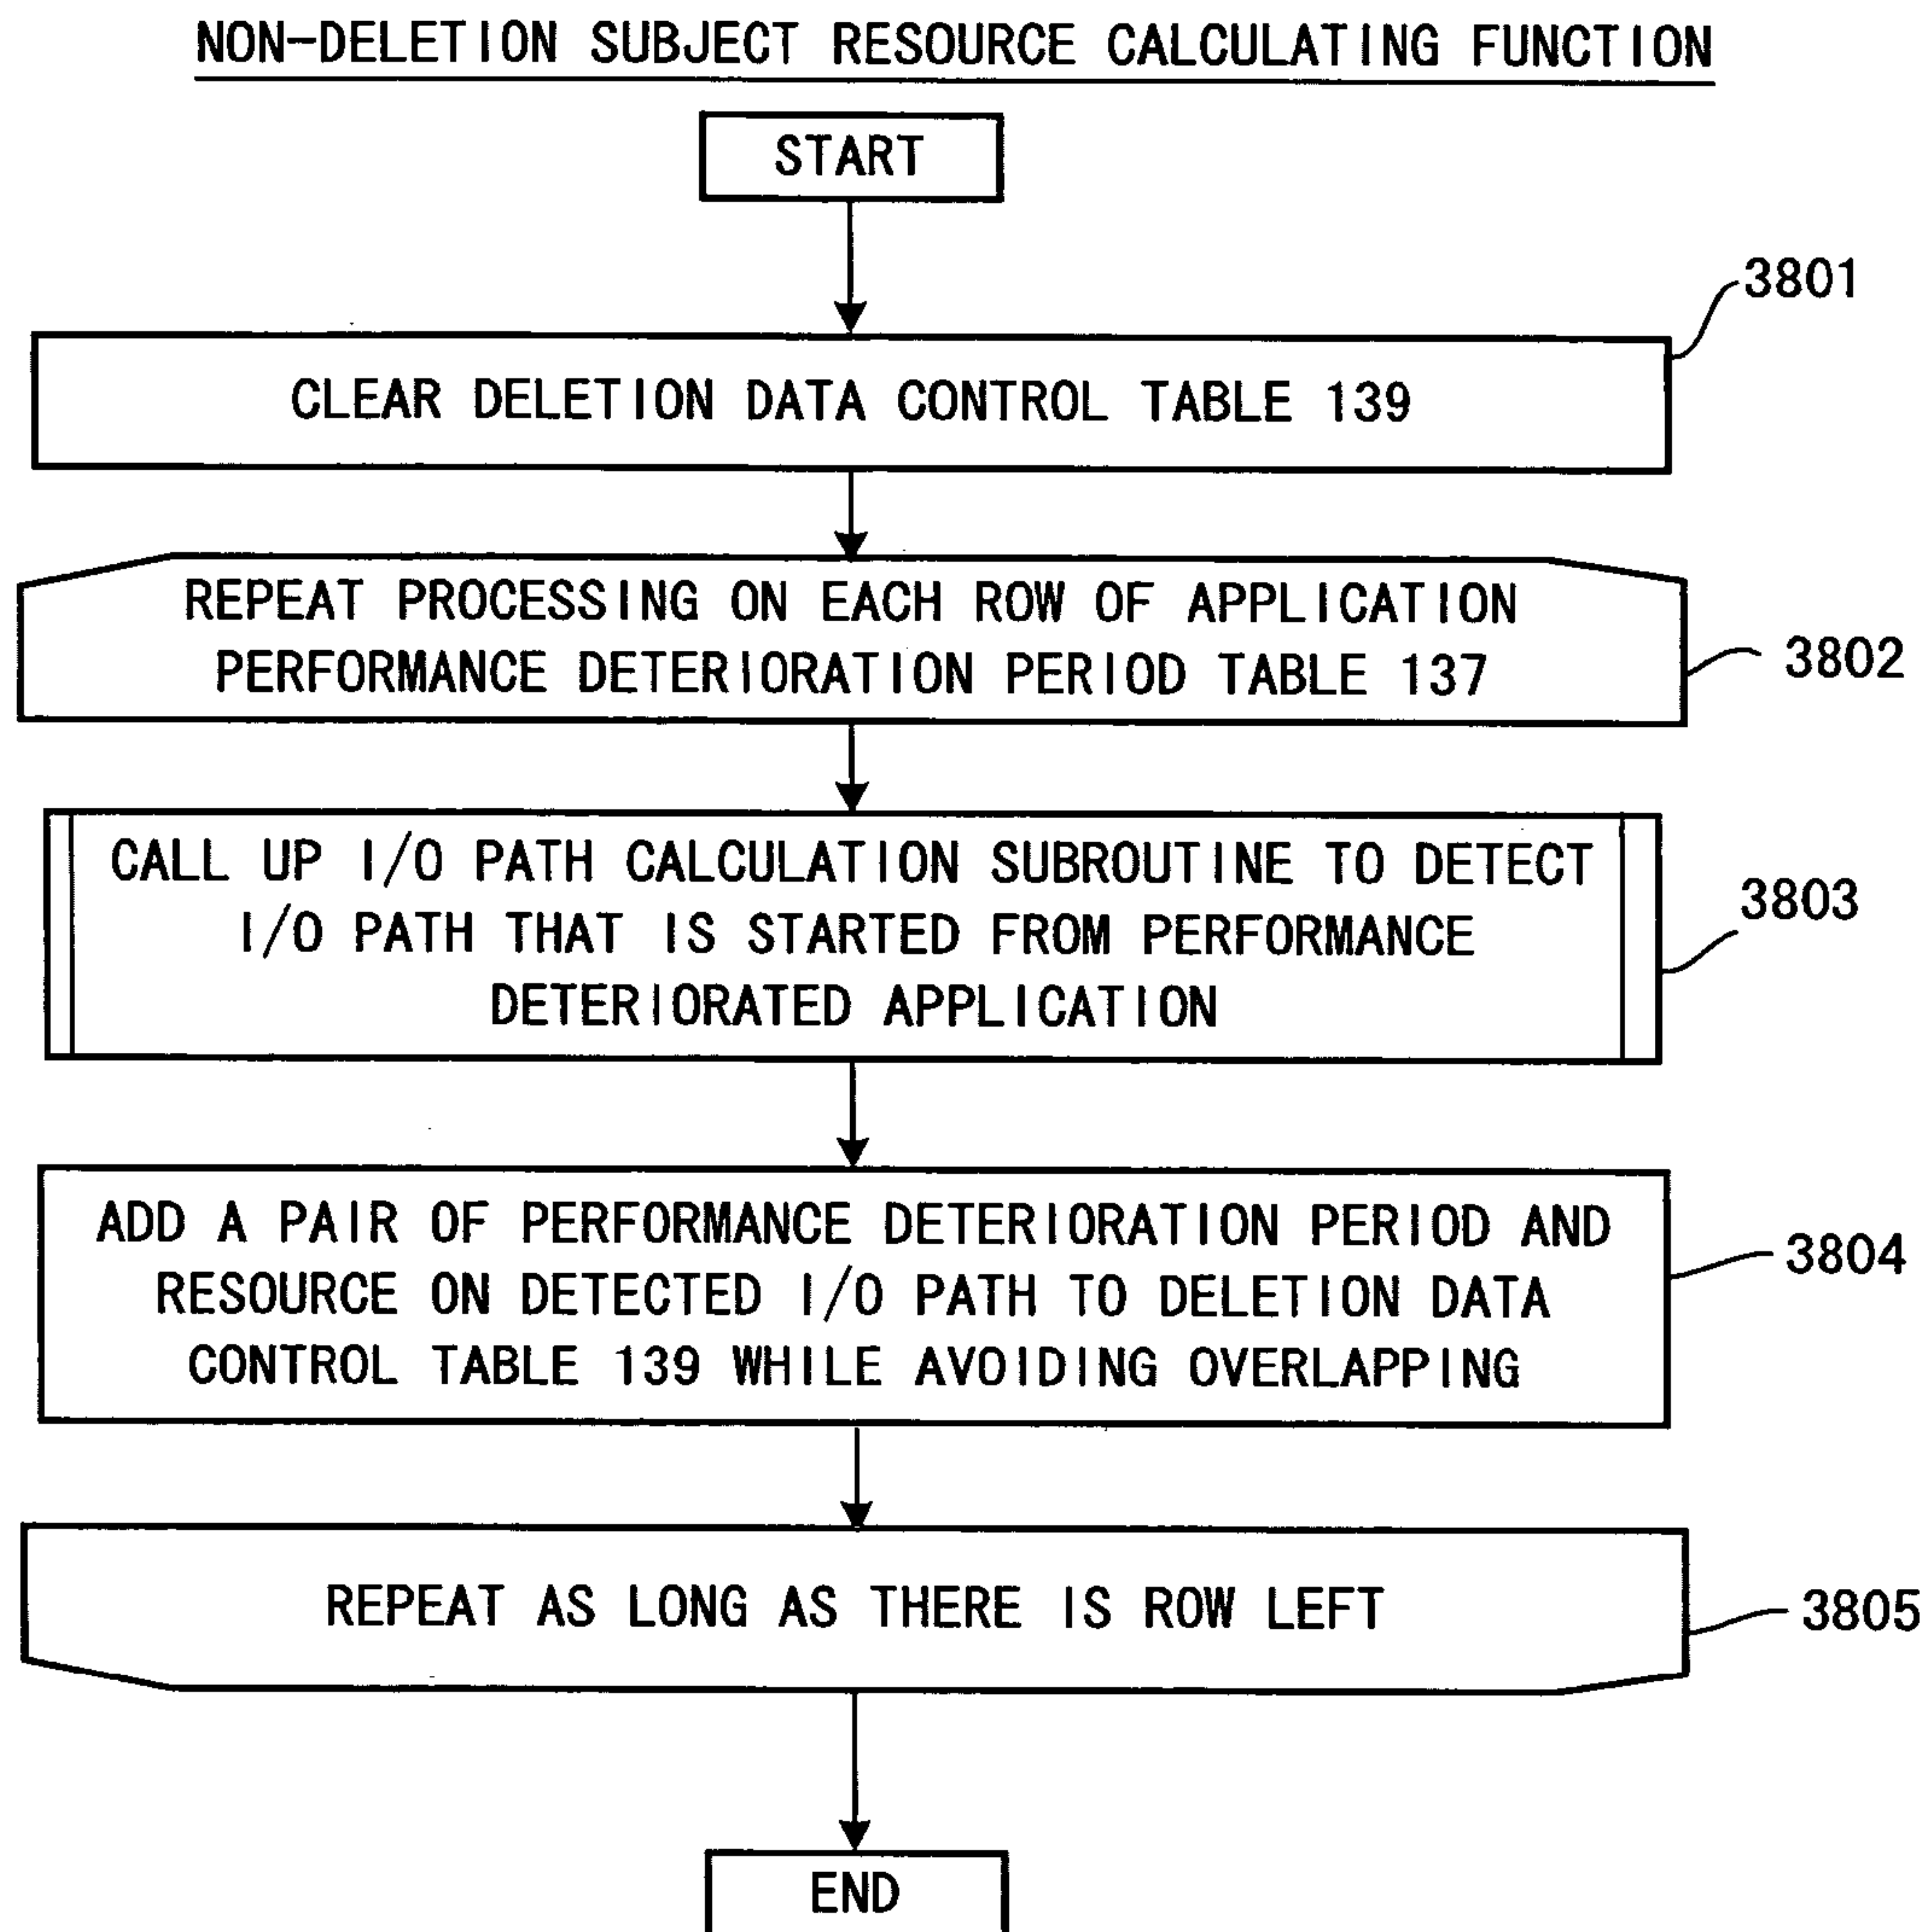 NON-DELETION SUBJECT RESOURCE CALCULATING FUNCTION
START
3801
CLEAR DELETION DATA CONTROL TABLE 139
REPEAT PROCESSING ON EACH ROW OF APPLICATION
PERFORMANCE DETERIORATION PERIOD TABLE 137
3802
CALL UP I/O PATH CALCULATION SUBROUTINE TO DETECT
I/O PATH THAT IS STARTED FROM PERFORMANCE
DETERIORATED APPLICATION
3803
ADD A PAIR OF PERFORMANCE DETERIORATION PERIOD AND
RESOURCE ON DETECTED I/O PATH TO DELETION DATA
CONTROL TABLE 139 WHILE AVOIDING OVERLAPPING
3804
REPEAT AS LONG AS THERE IS ROW LEFT
3805
END